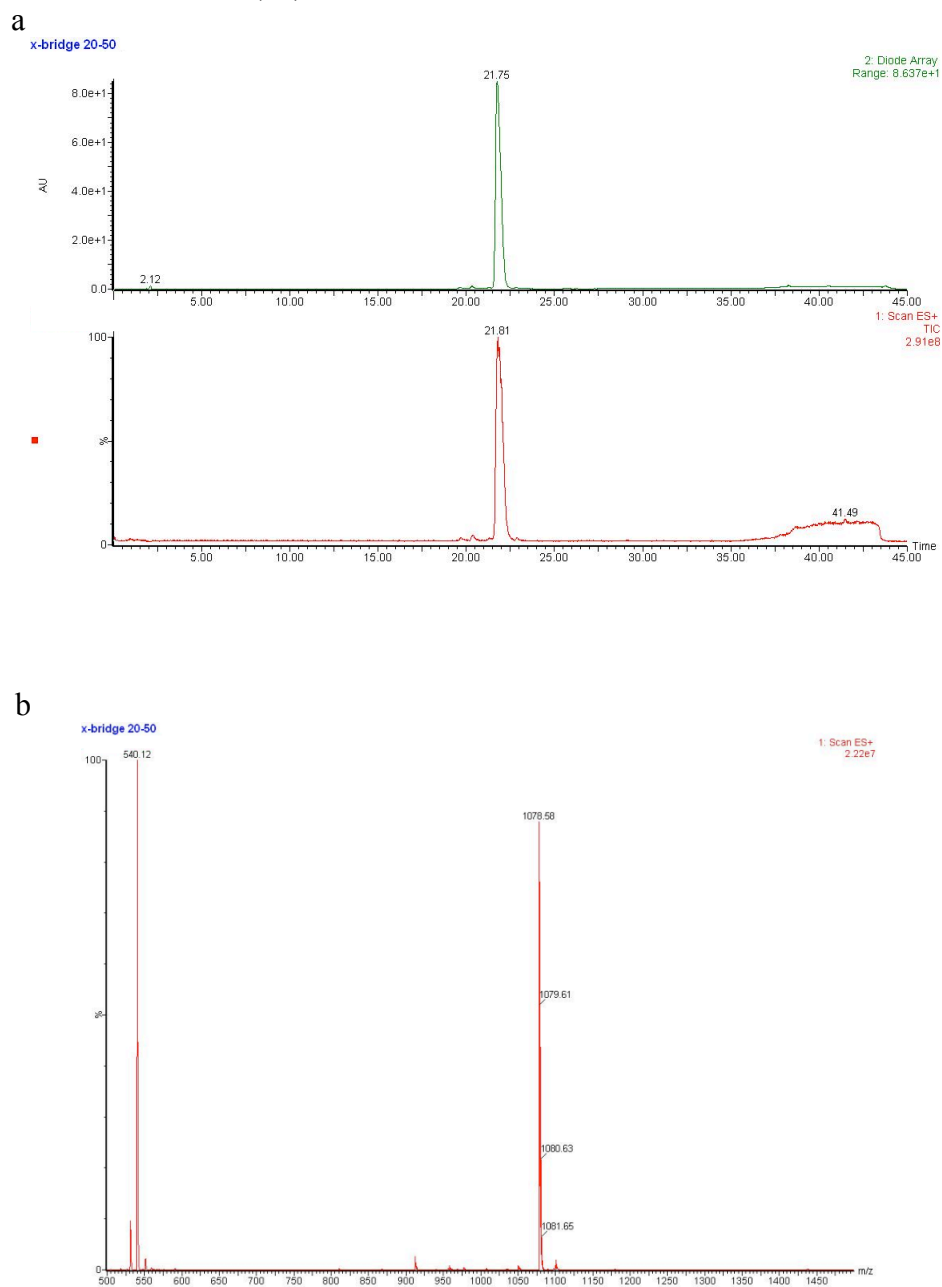 a
x-bridge 20-50
2: Diode Array
Range: 8.637e+1
21.75
8.0e+1
6.0e+1
AU
4.0e+1
2.0e+1
2.12
0.0
5.00 10.00 15.00 20.00 25.00 30.00 35.00 40.00 45.00
1: Scan ES+
TIC
2.91e8
100
21.81
%
41.49
0
5.00 10.00 15.00 20.00 25.00 30.00 35.00 40.00 45.00
Time
b
x-bridge 20-50
1: Scan ES+
2.22e7
100
540.12
1078.58
1079.61
%
1080.63
1081.65
0
500 550 600 650 700 750 800 850 900 950 1000 1050 1100 1150 1200 1250 1300 1350 1400 1450
m/z